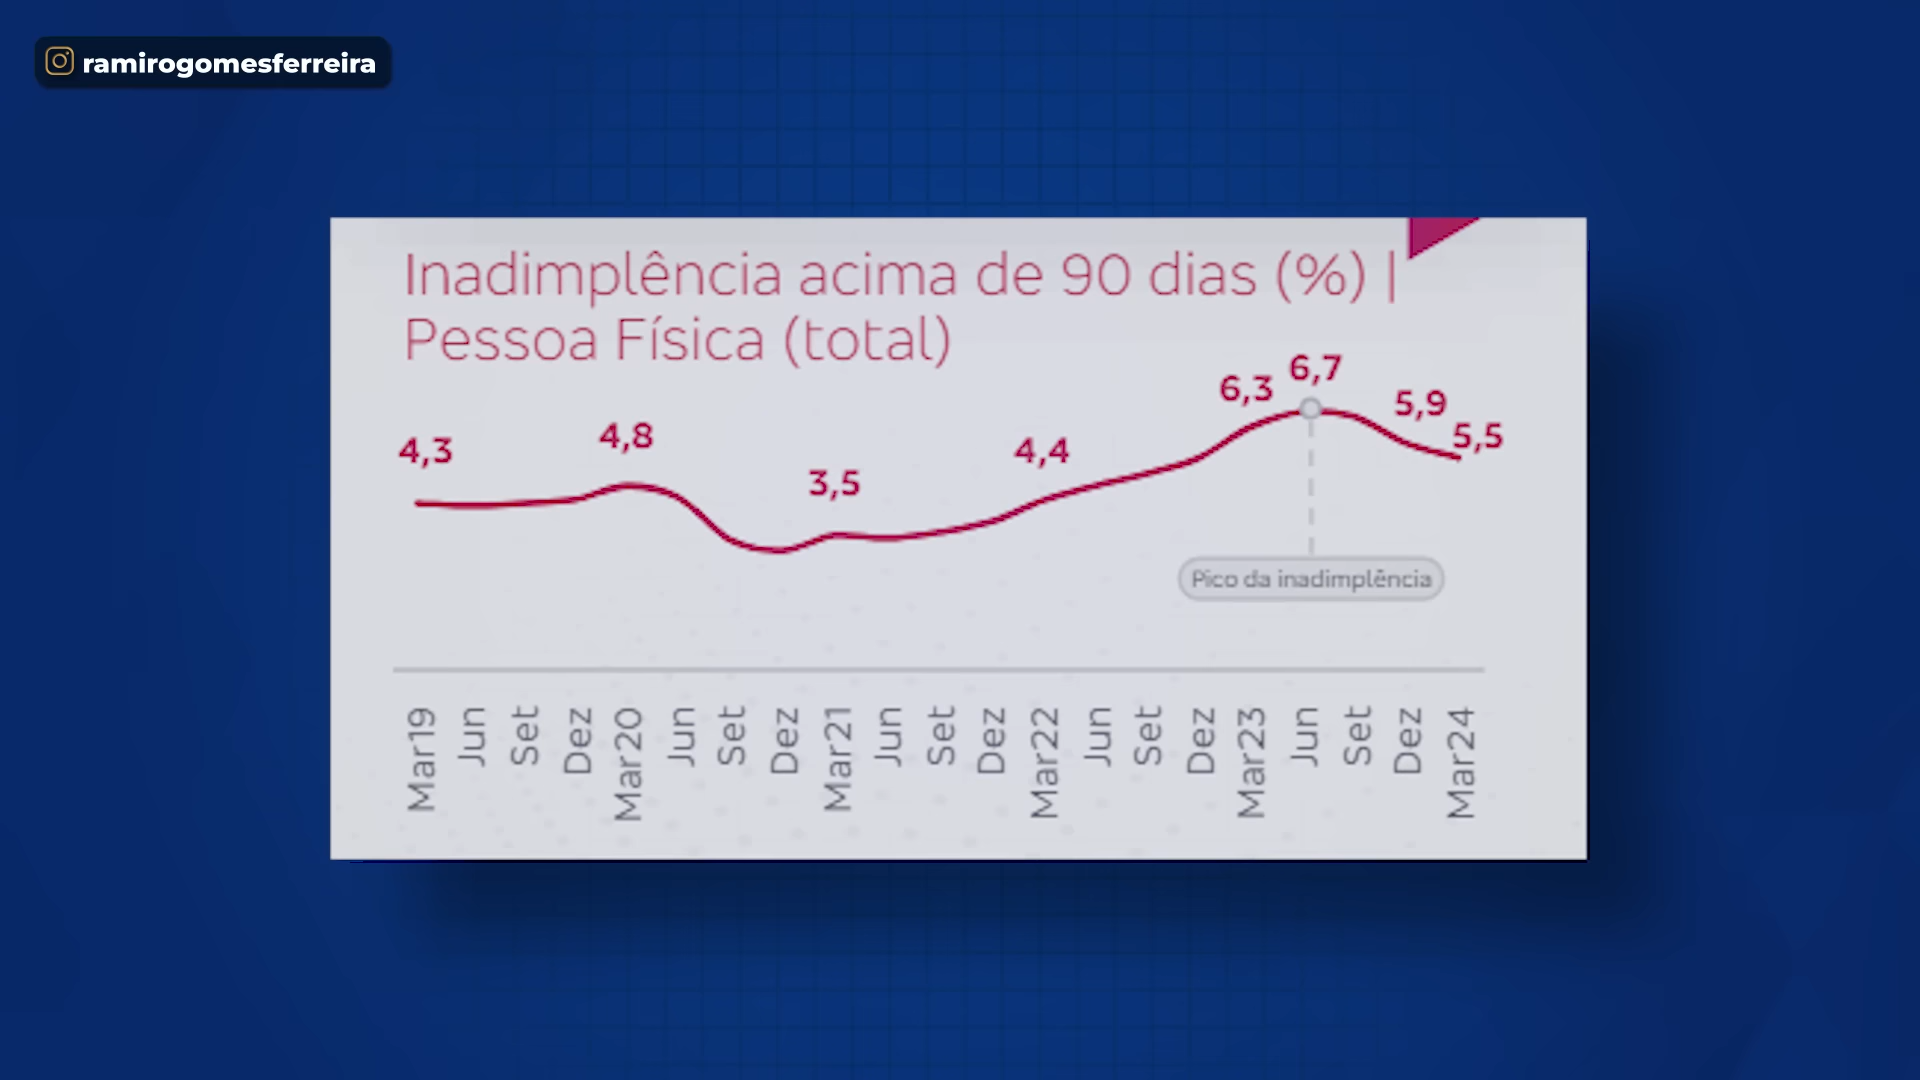 ramirogomesferreira
Inadimplência acima de 90 dias (%) |
Pessoa Física (total)
4,3
4,8
3,5
4,4
6,3
6,7
5,9
5,5
Pico da inadimplência
Mar19
Jun
Set
Dez
Mar20
Jun
Set
Dez
Mar21
Jun
Set
Dez
Mar22
Jun
Set
Dez
Mar23
Jun
Set
Dez
Mar24